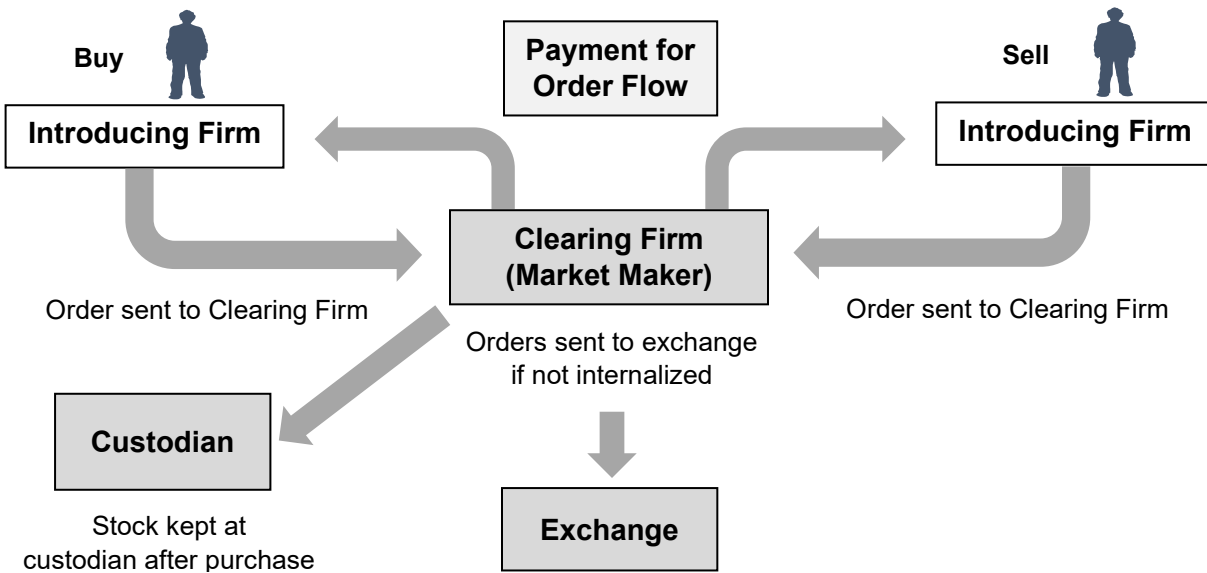 Buy
Payment for
Order Flow
Sell
Introducing Firm
Introducing Firm
Clearing Firm
(Market Maker)
Order sent to Clearing Firm
Order sent to Clearing Firm
Orders sent to exchange
if not internalized
Custodian
Stock kept at
custodian after purchase
Exchange